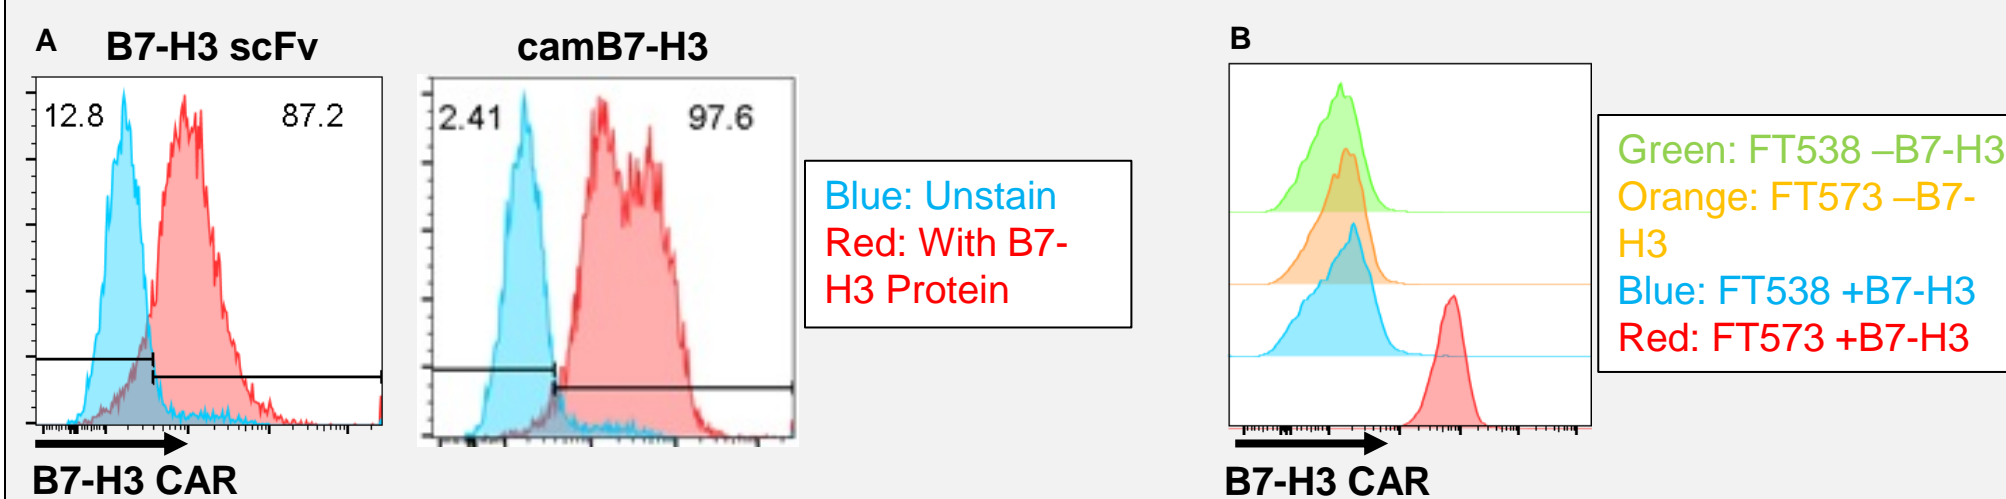 A
B7-H3 scFv
camB7-H3
12.8
87.2
2.41
97.6
Blue: Unstain
Red: With B7-
H3 Protein
B7-H3 CAR
B
Green: FT538 –B7-H3
Orange: FT573 –B7-
H3
Blue: FT538 +B7-H3
Red: FT573 +B7-H3
B7-H3 CAR